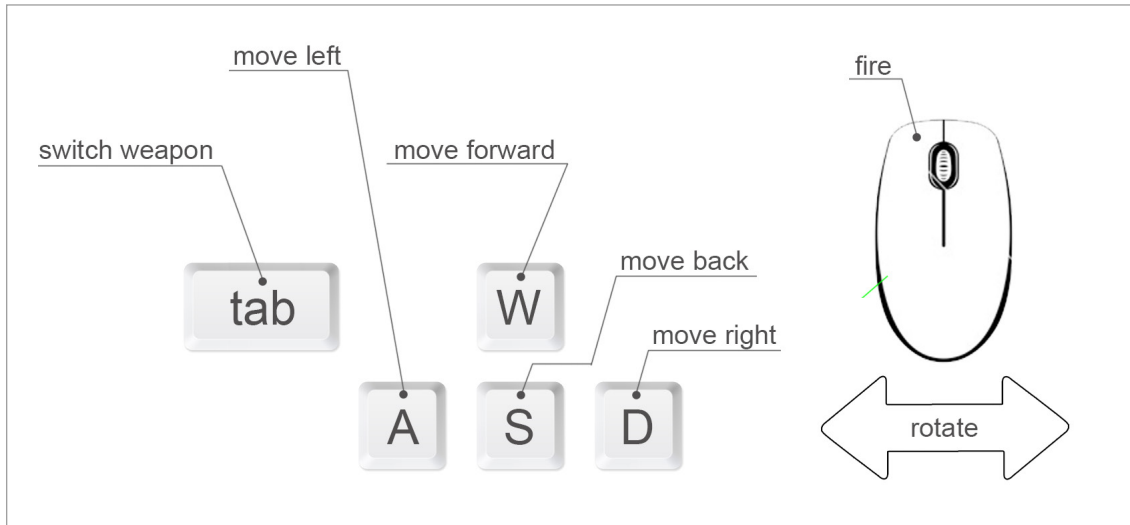 move left
fire
switch weapon
move forward
move back
tab
W
move right
A
S
D
rotate